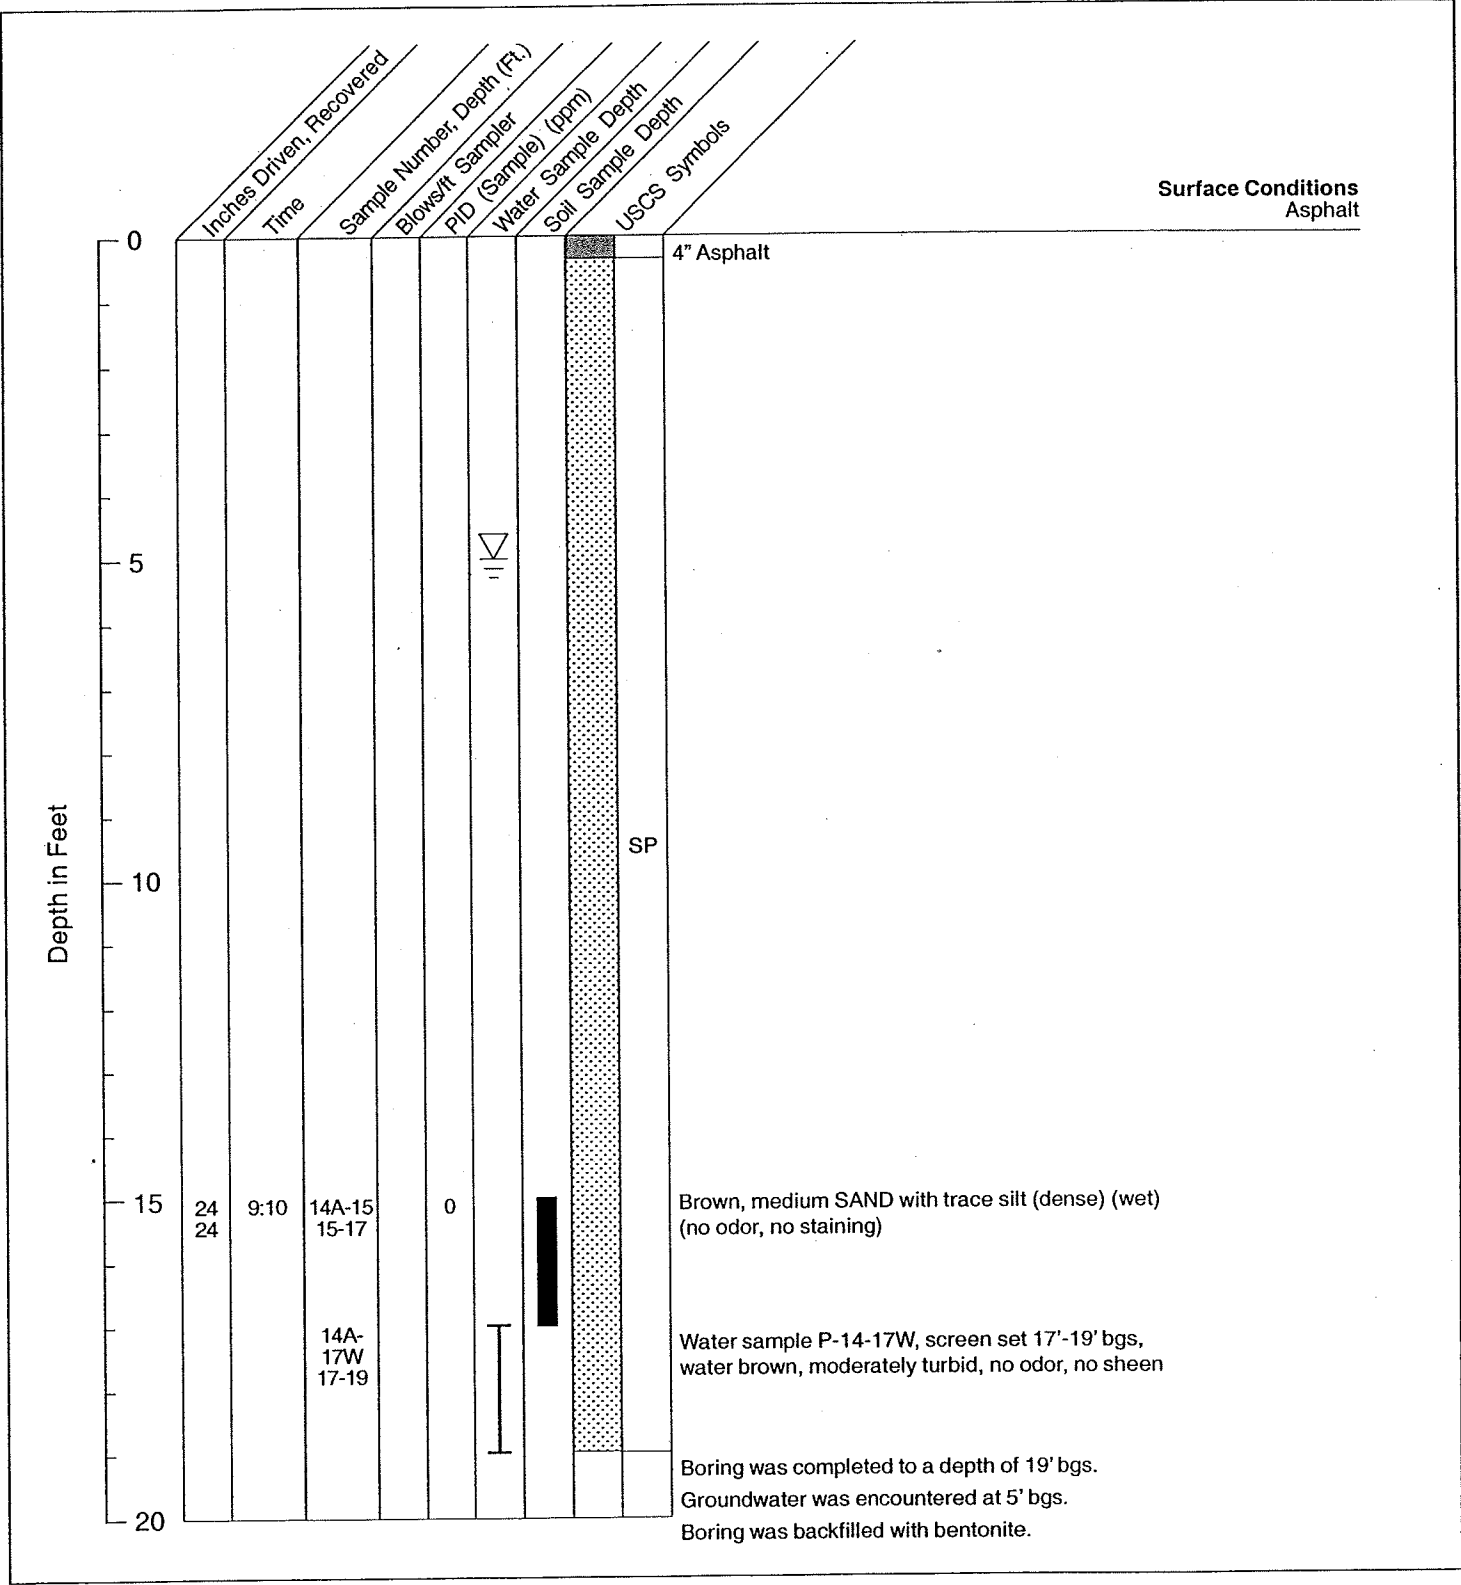 Inches Driven, Recovered
Time
Sample Number, Depth (Ft.)
Blows/ft Sampler
PID (Sample) (ppm)
Water Sample Depth
Soil Sample Depth
USCS Symbols
Surface Conditions
Asphalt
0
4" Asphalt
5
SP
10
Depth in Feet
15
24
24
9:10
14A-15
15-17
0
Brown, medium SAND with trace silt (dense) (wet)
(no odor, no staining)
14A-
17W
17-19
Water sample P-14-17W, screen set 17'-19' bgs,
water brown, moderately turbid, no odor, no sheen
Boring was completed to a depth of 19' bgs.
Groundwater was encountered at 5' bgs.
20
Boring was backfilled with bentonite.